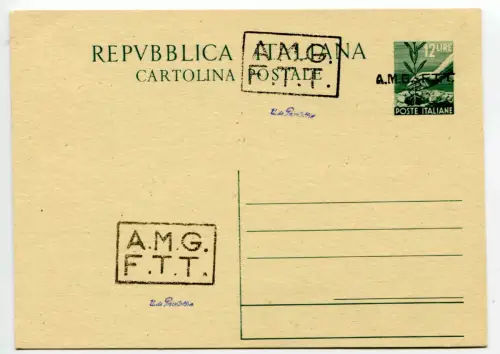 REPVBBLICA ITALIANA
CARTOLINA POSTALE
A.M.G.
F.T.T.
12 LIRE
POSTE ITALIANE
A.M.G.
F.T.T.